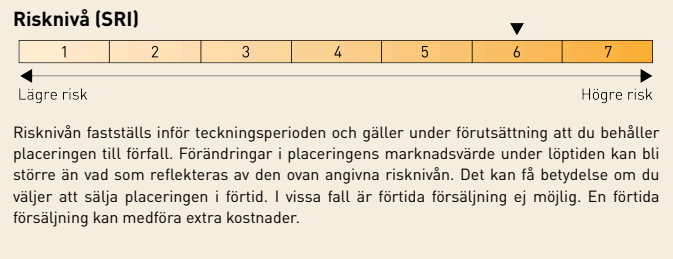 Risknivå (SRI)
1 2 3 4 5 6 7
Lägre risk Högre risk
Risknivån fastställs inför teckningsperioden och gäller under förutsättning att du behåller
placeringen till förfall. Förändringar i placeringens marknadsvärde under löptiden kan bli
större än vad som reflekteras av den ovan angivna risknivån. Det kan få betydelse om du
väljer att sälja placeringen i förtid. I vissa fall är förtida försäljning ej möjlig. En förtida
försäljning kan medföra extra kostnader.